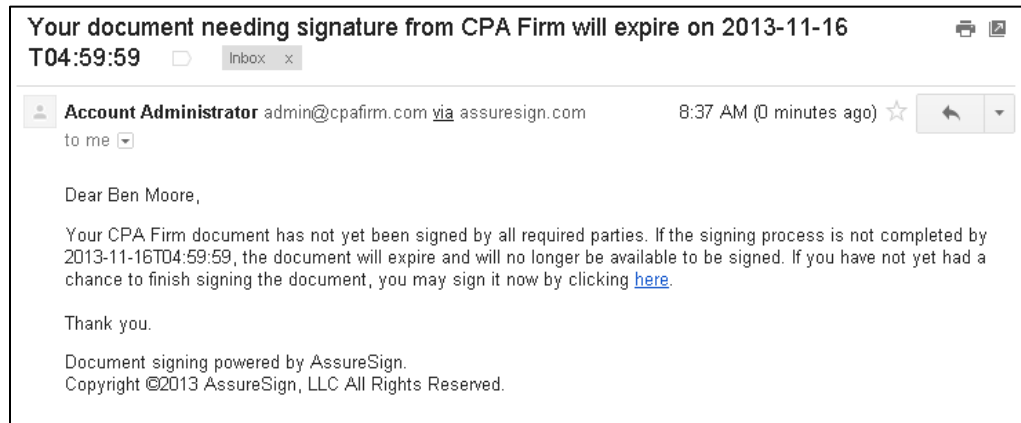 Your document needing signature from CPA Firm will expire on 2013-11-16
T04:59:59 Inbox x
Account Administrator admin@cpafirm.com via assuresign.com 8:37 AM (0 minutes ago)
to me
Dear Ben Moore,
Your CPA Firm document has not yet been signed by all required parties. If the signing process is not completed by
2013-11-16T04:59:59, the document will expire and will no longer be available to be signed. If you have not yet had a
chance to finish signing the document, you may sign it now by clicking here.
Thank you.
Document signing powered by AssureSign.
Copyright ©2013 AssureSign, LLC All Rights Reserved.